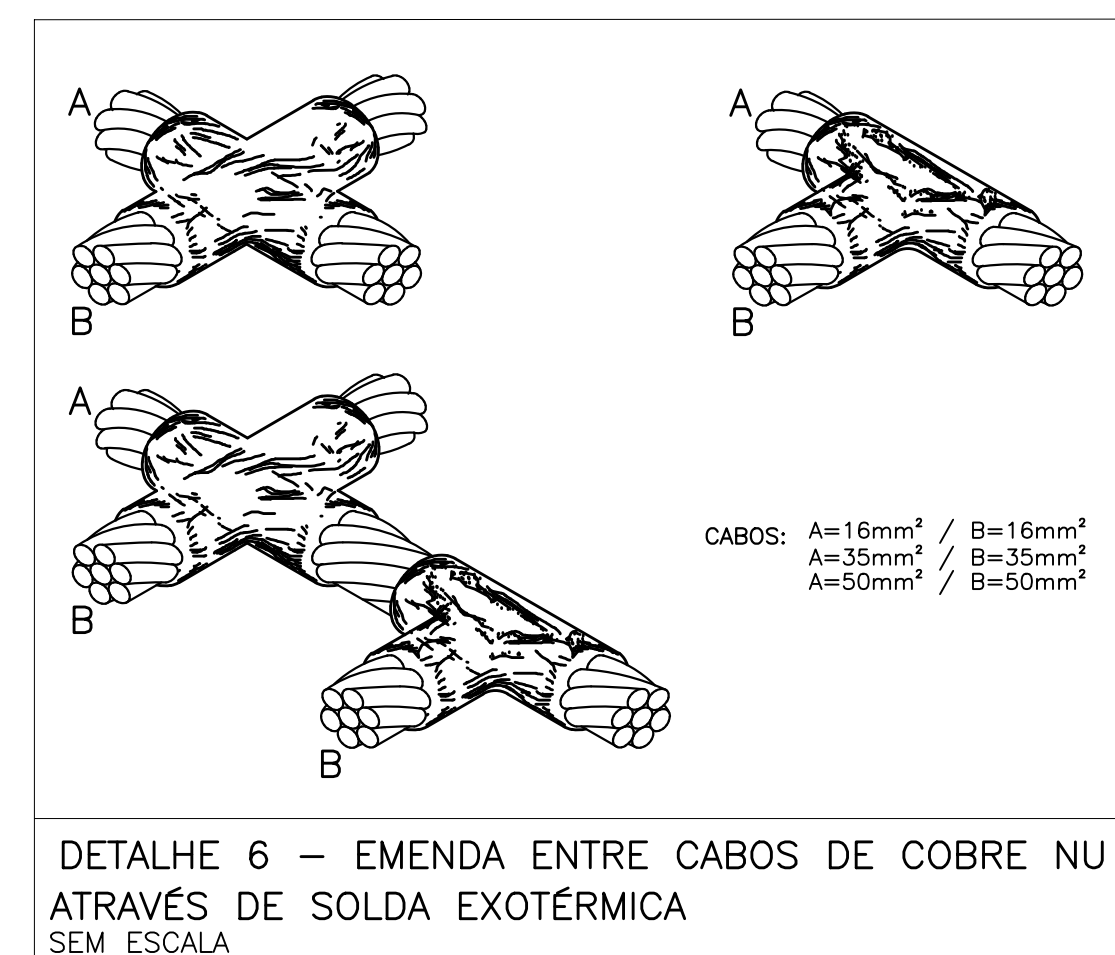 A
A
B
B
A
B
CABOS: A=16mm² / B=16mm²
A=35mm² / B=35mm²
A=50mm² / B=50mm²
B
DETALHE 6 – EMENDA ENTRE CABOS DE COBRE NU
ATRAVÉS DE SOLDA EXOTÉRMICA
SEM ESCALA